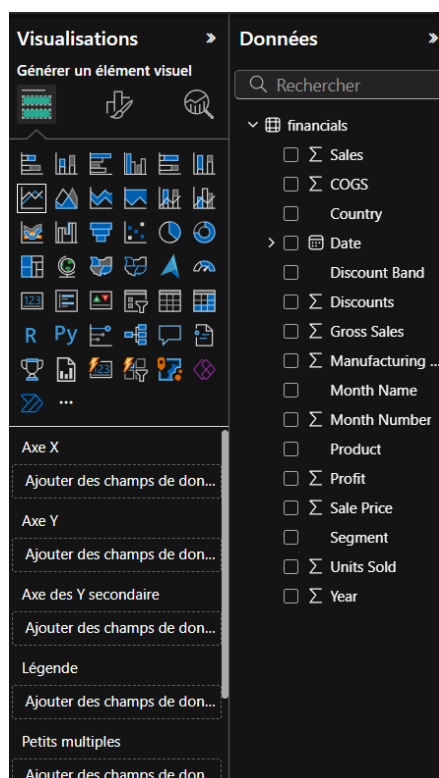 Visualisations
Générer un élément visuel
123
R Py
123
...
Axe X
Ajouter des champs de don...
Axe Y
Ajouter des champs de don...
Axe des Y secondaire
Ajouter des champs de don...
Légende
Ajouter des champs de don...
Petits multiples
Ajouter des champs de don
Données
Rechercher
financials
Σ Sales
Σ COGS
Country
Date
Discount Band
Σ Discounts
Σ Gross Sales
Σ Manufacturing ...
Month Name
Σ Month Number
Product
Σ Profit
Σ Sale Price
Segment
Σ Units Sold
Σ Year